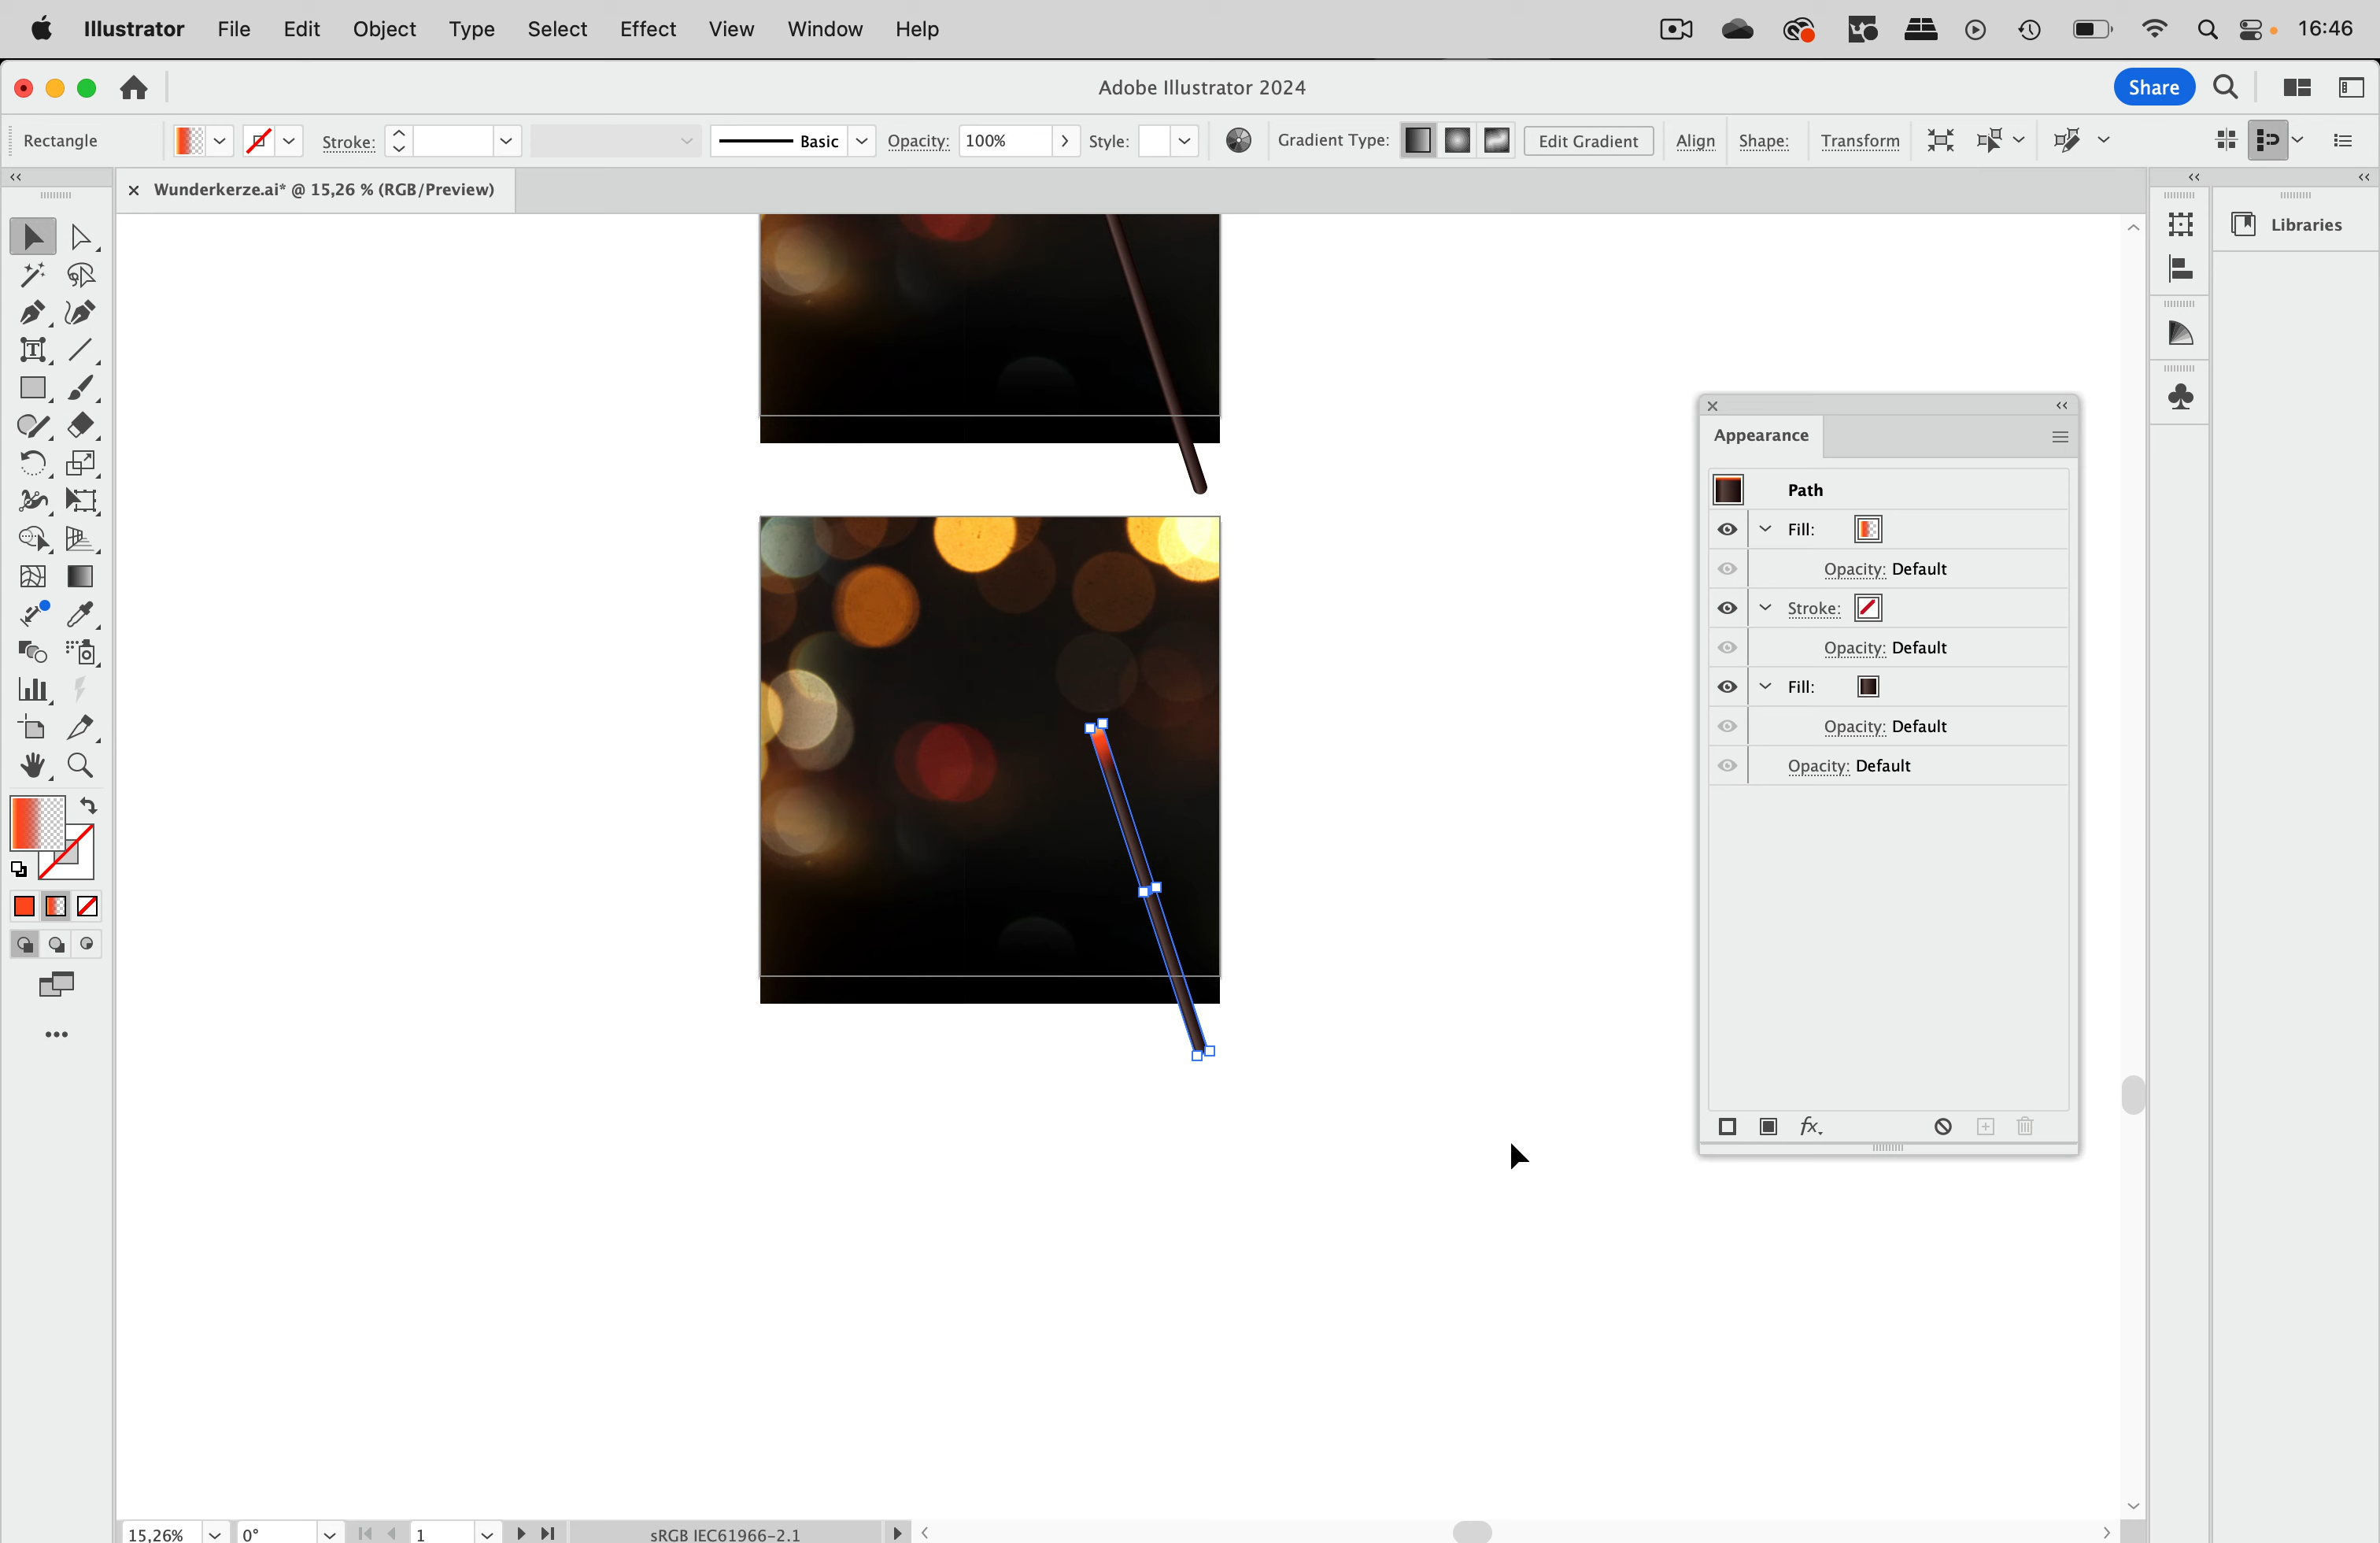 Illustrator File Edit Object Type Select Effect View Window Help 16:46
Adobe Illustrator 2024 Share
Rectangle Stroke: Basic Opacity: 100% Style: Gradient Type: Edit Gradient Align Shape: Transform
Wunderkerze.ai* @ 15,26 % (RGB/Preview)
Libraries
Appearance
Path
Fill:
Opacity: Default
Stroke:
Opacity: Default
Fill:
Opacity: Default
Opacity: Default
fx
15,26% 0° 1 sRGB IEC61966-2.1